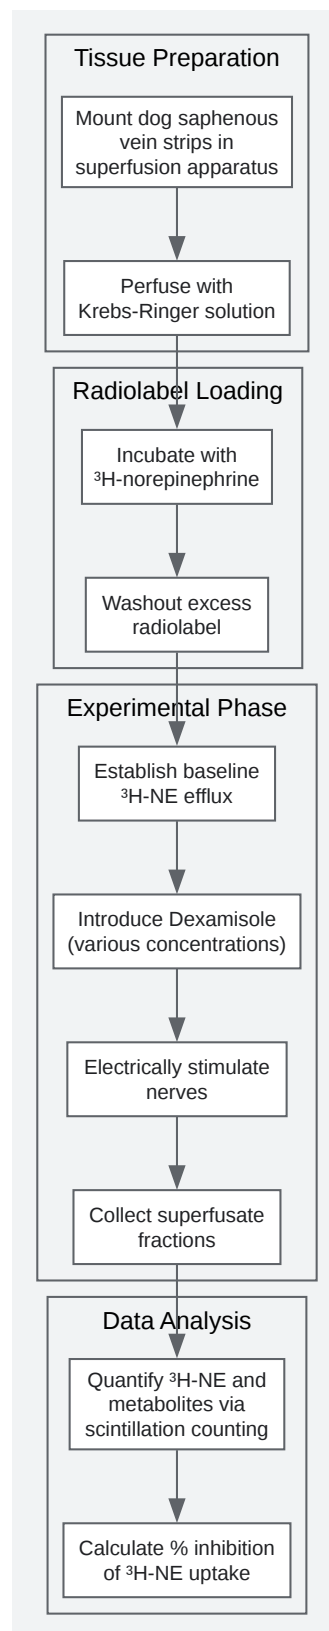 Tissue Preparation
Mount dog saphenous
vein strips in
superfusion apparatus
Perfuse with
Krebs-Ringer solution
Radiolabel Loading
Incubate with
³H-norepinephrine
Washout excess
radiolabel
Experimental Phase
Establish baseline
³H-NE efflux
Introduce Dexamisole
(various concentrations)
Electrically stimulate
nerves
Collect superfusate
fractions
Data Analysis
Quantify ³H-NE and
metabolites via
scintillation counting
Calculate % inhibition
of ³H-NE uptake